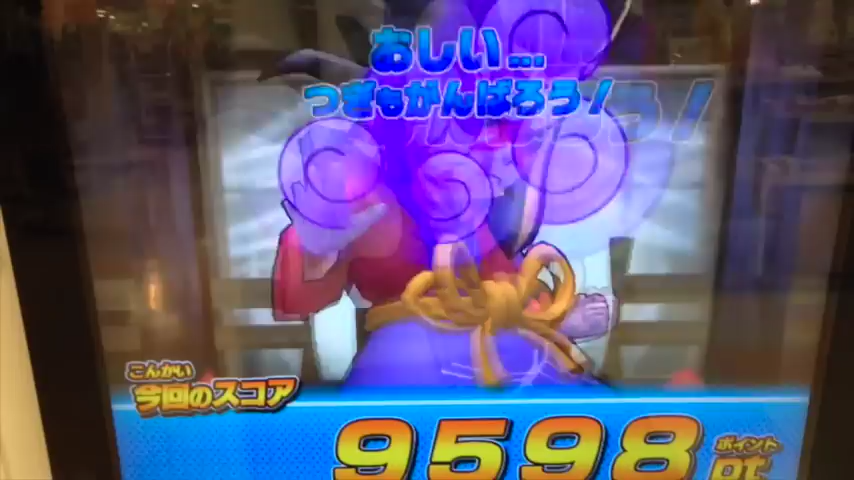 おしい...
つぎもがんばろう！
こんかい
今回のスコア
9598
ポイント
pt